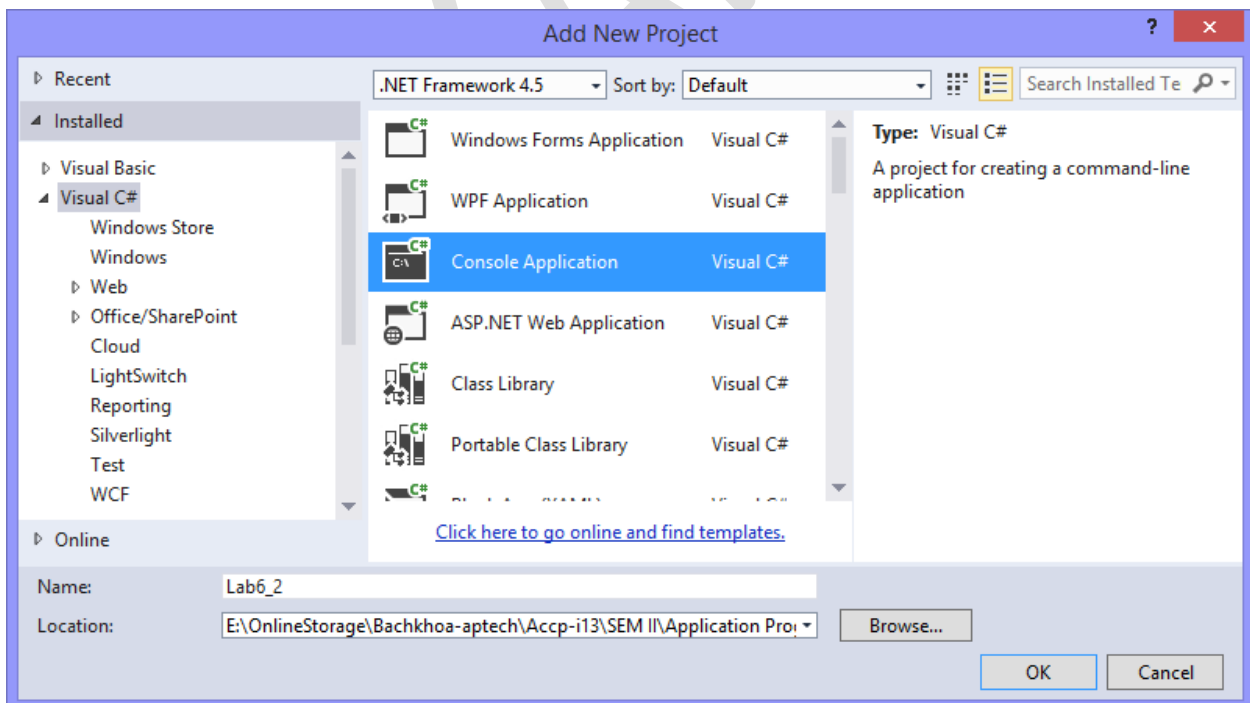 Add New Project
?
×
Recent
.NET Framework 4.5
Sort by:
Default
Search Installed Te
Installed
Visual Basic
Visual C#
Windows Store
Windows
Web
Office/SharePoint
Cloud
LightSwitch
Reporting
Silverlight
Test
WCF
Online
C# Windows Forms Application Visual C#
C# WPF Application Visual C#
C# C:\ Console Application Visual C#
C# ASP.NET Web Application Visual C#
C# Class Library Visual C#
C# Portable Class Library Visual C#
C#
Click here to go online and find templates.
Type: Visual C#
A project for creating a command-line
application
Name: Lab6_2
Location: E:\OnlineStorage\Bachkhoa-aptech\Accp-i13\SEM II\Application
Browse...
OK
Cancel